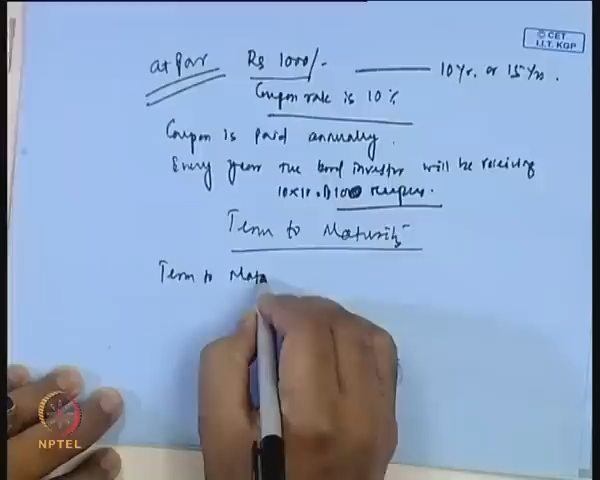 © CET
I.I.T. KGP
at par Rs 1000/- 10 Yr. or 15 Yrs.
Coupon rate is 10%
Coupon is paid annually.
Every year the bond investor will be receiving
rupees.
Term to Maturity
Term to Matu
NPTEL